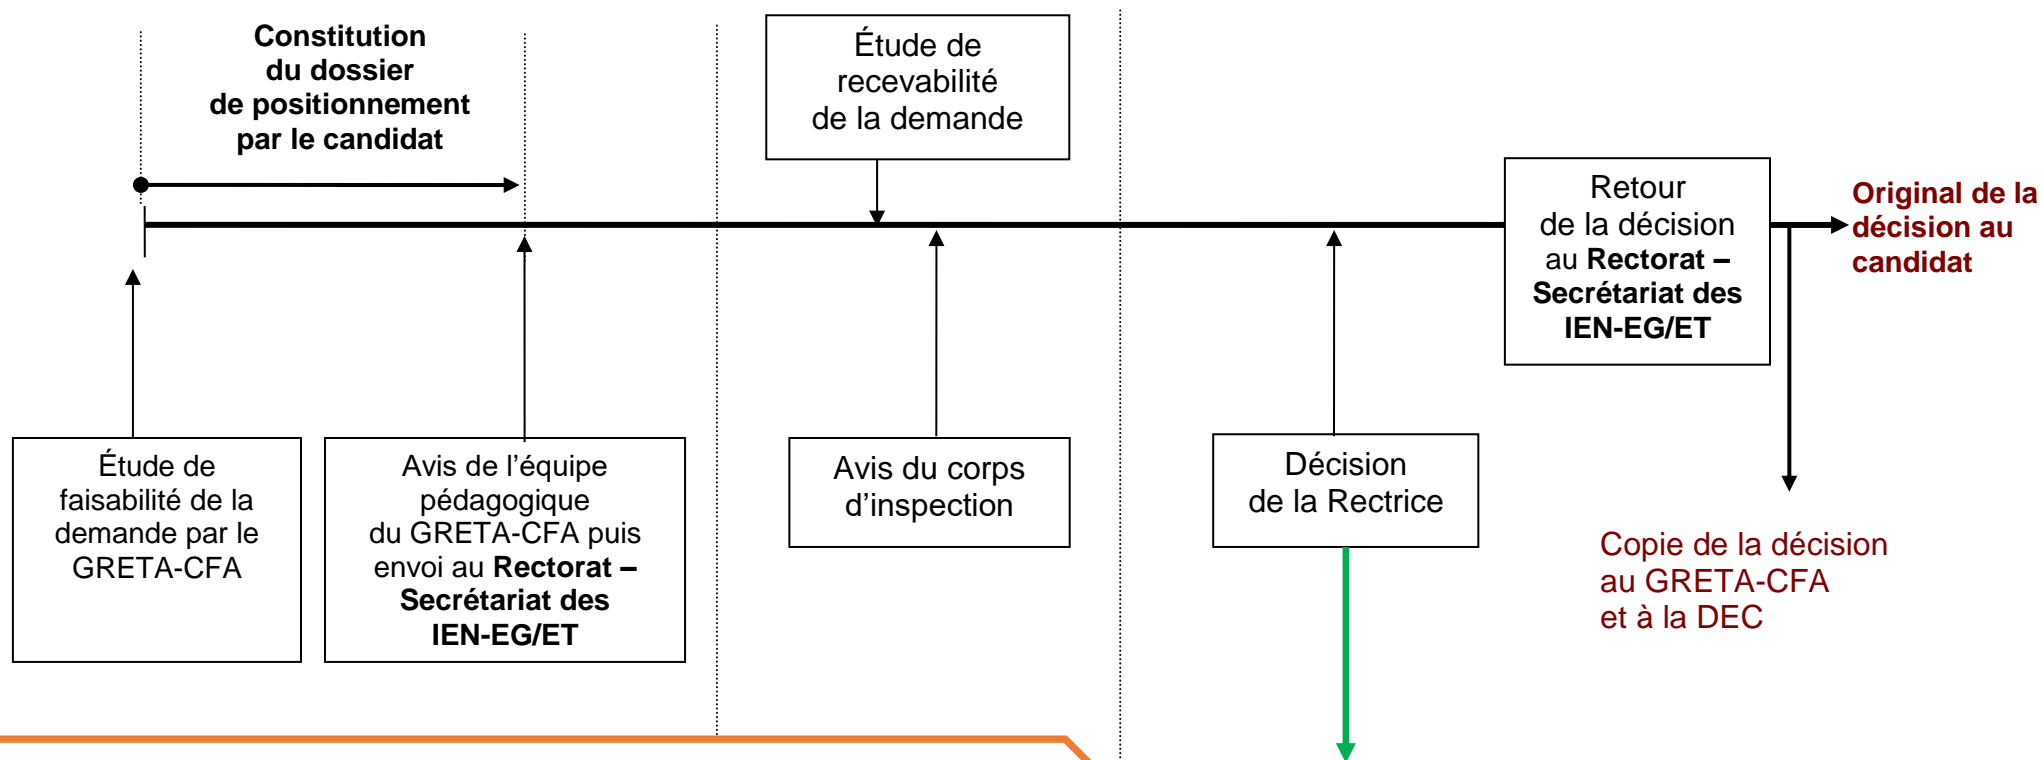 Constitution
du dossier
de positionnement
par le candidat
Étude de
recevabilité
de la demande
Retour
de la décision
au Rectorat –
Secrétariat des
IEN-EG/ET
Original de la
décision au
candidat
Étude de
faisabilité de la
demande par le
GRETA-CFA
Avis de l’équipe
pédagogique
du GRETA-CFA puis
envoi au Rectorat –
Secrétariat des
IEN-EG/ET
Avis du corps
d’inspection
Décision
de la Rectrice
Copie de la décision
au GRETA-CFA
et à la DEC